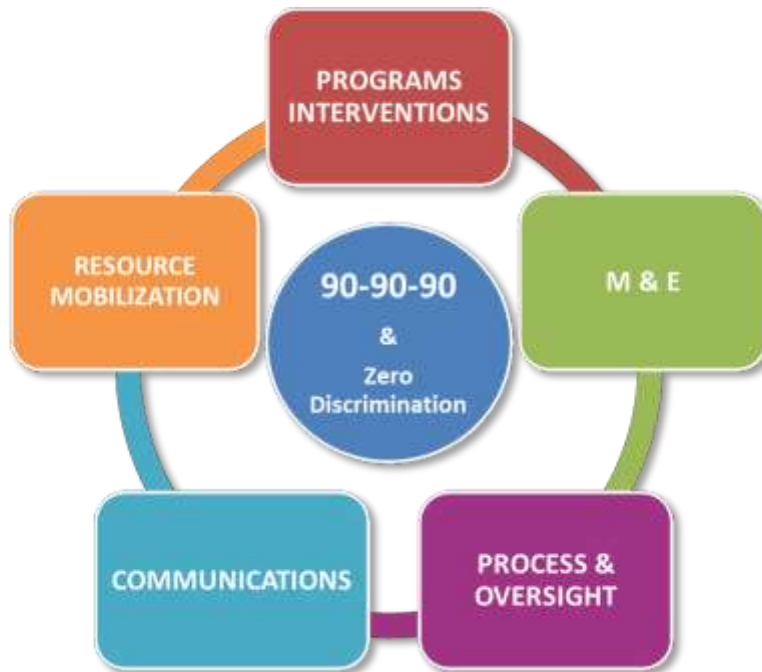 PROGRAMS
INTERVENTIONS
RESOURCE
MOBILIZATION
90-90-90
&
Zero
Discrimination
M & E
COMMUNICATIONS
PROCESS &
OVERSIGHT